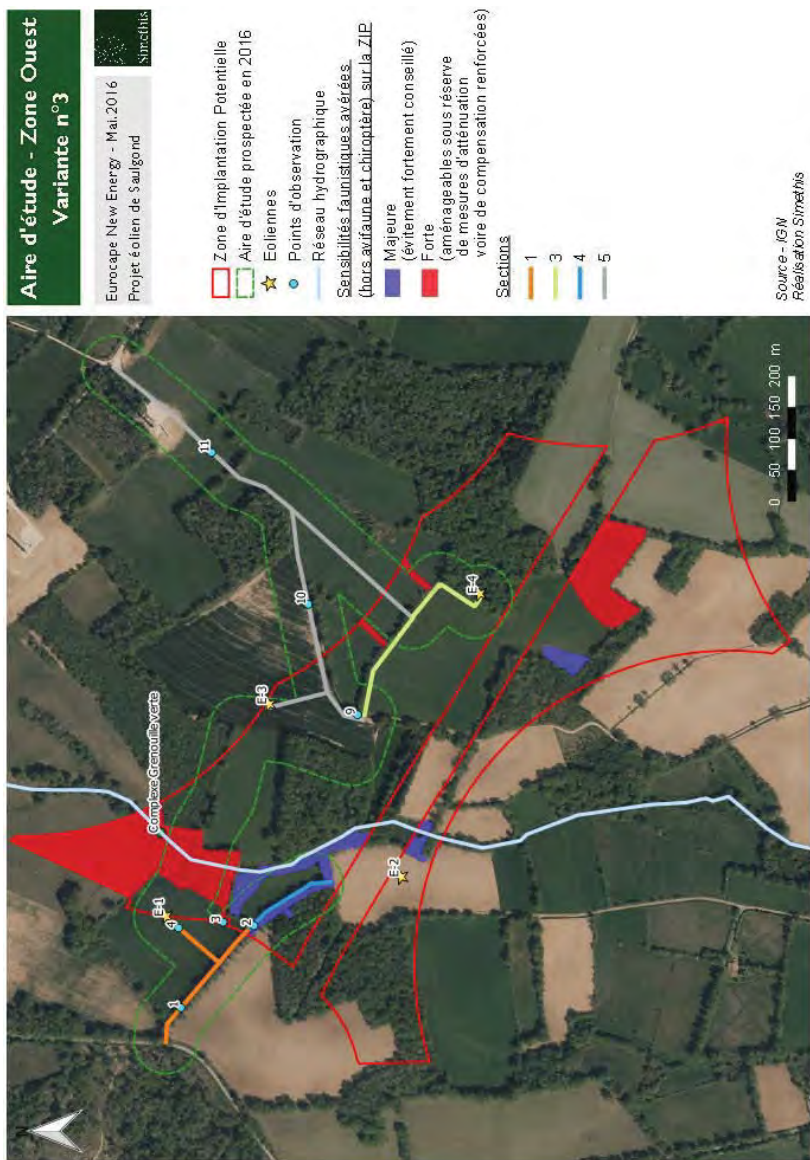 Aire d'étude - Zone Ouest
Variante n°3
Eurocape New Energy - Mai.2016
Projet éolien de Saulgond
simethis
Zone d'Implantation Potentielle
Aire d'étude prospectée en 2016
Eoliennes
Points d'observation
Réseau hydrographique
Sensibilités faunistiques avérées
(hors avifaune et chiroptère) sur la ZIP
Majeure
(évitement fortement conseillé)
Forte
(aménageables sous réserve
de mesures d'atténuation
voire de compensation renforcées)
Sections
1
3
4
5
Source - IGN
Réalisation Simethis
N
Complexe Grenouille verte
E-1
4
3
2
1
E-2
E-3
9
10
11
E-4
0 50 100 150 200 m